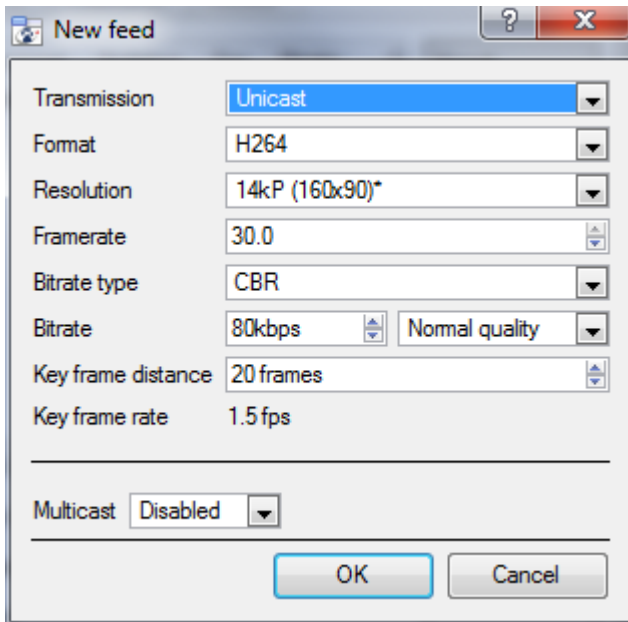 New feed
Transmission Unicast
Format H264
Resolution 14kP (160x90)*
Framerate 30.0
Bitrate type CBR
Bitrate 80kbps Normal quality
Key frame distance 20 frames
Key frame rate 1.5 fps
Multicast Disabled
OK Cancel